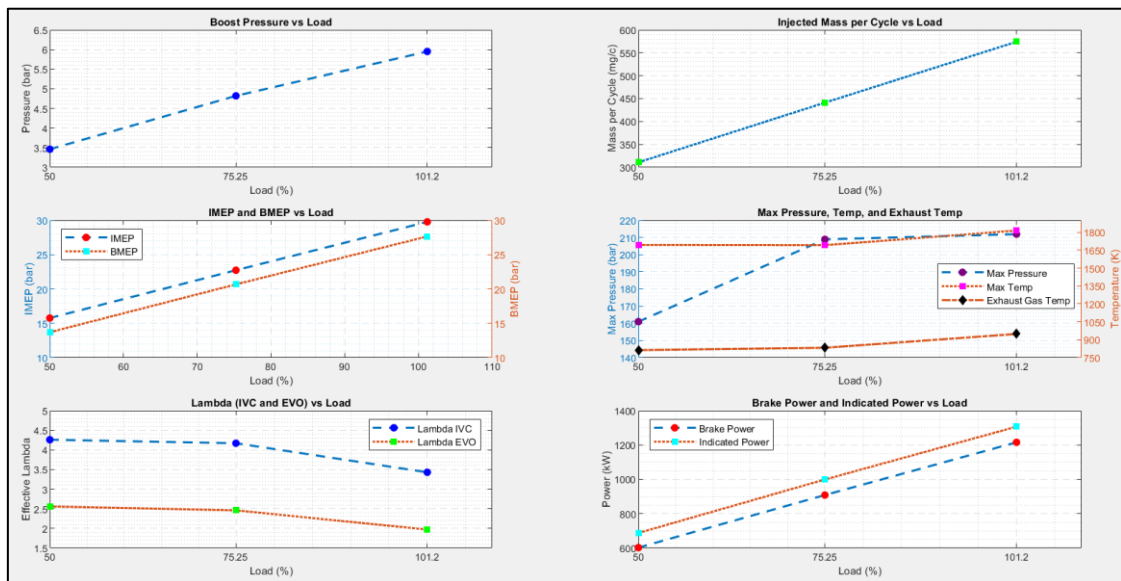 Boost Pressure vs Load
6.5
6
5.5
5
4.5
4
3.5
3
Pressure (bar)
50
75.25
101.2
Load (%)
Injected Mass per Cycle vs Load
600
550
500
450
400
350
300
Mass per Cycle (mg/c)
50
75.25
101.2
Load (%)
IMEP and BMEP vs Load
30
25
20
15
10
IMEP (bar)
IMEP
BMEP
30
25
20
15
10
BMEP (bar)
50
60
70
80
90
100
110
Load (%)
Max Pressure, Temp, and Exhaust Temp
220
210
200
190
180
170
160
150
140
Max Pressure (bar)
Max Pressure
Max Temp
Exhaust Gas Temp
1800
1650
1500
1350
1200
1050
900
750
Temperature (K)
50
75.25
101.2
Load (%)
Lambda (IVC and EVO) vs Load
5
4.5
4
3.5
3
2.5
2
1.5
Effective Lambda
Lambda IVC
Lambda EVO
50
75.25
101.2
Load (%)
Brake Power and Indicated Power vs Load
1400
1200
1000
800
600
Power (kW)
Brake Power
Indicated Power
50
75.25
101.2
Load (%)